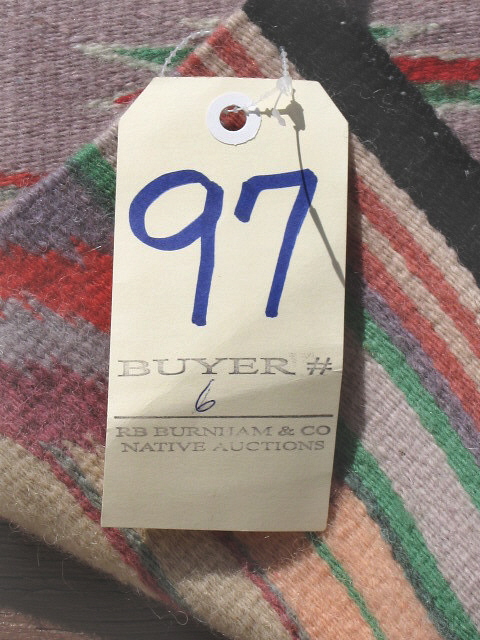 97
BUYER #
6
RB BURNHAM & CO
NATIVE AUCTIONS